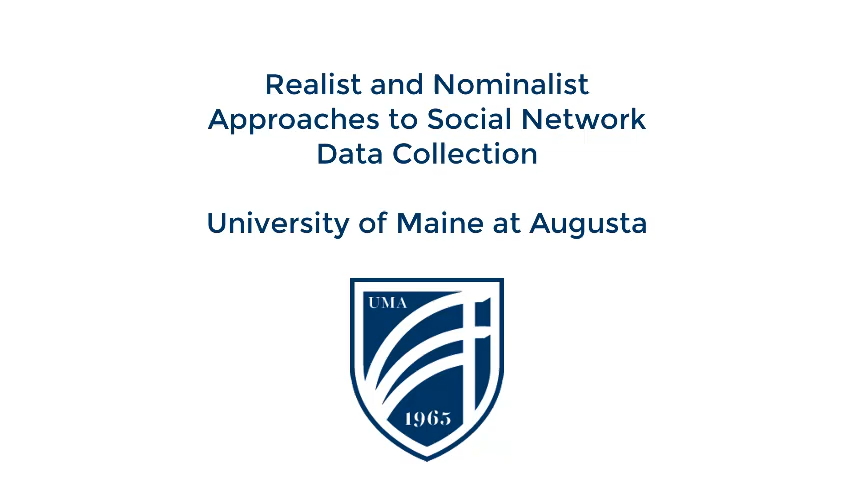 Realist and Nominalist
Approaches to Social Network
Data Collection
University of Maine at Augusta
UMA
1965